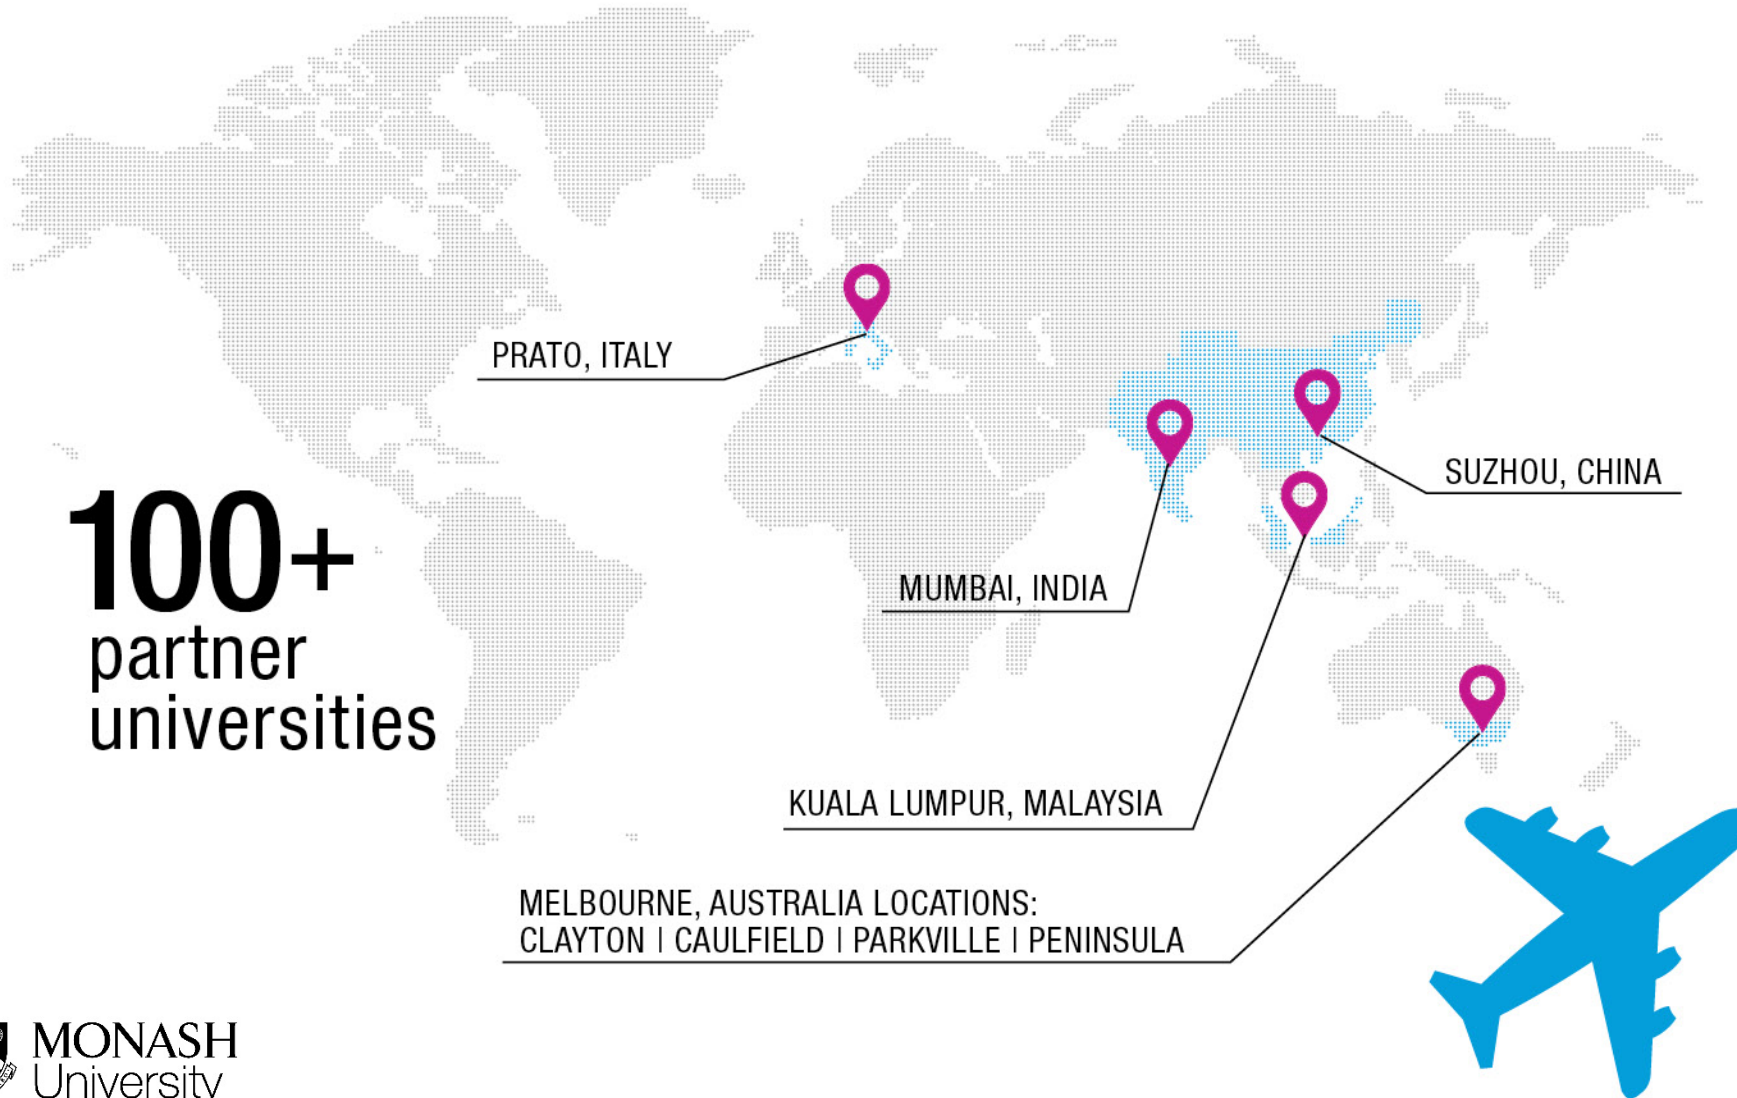 PRATO, ITALY
SUZHOU, CHINA
100+
partner
universities
MUMBAI, INDIA
KUALA LUMPUR, MALAYSIA
MELBOURNE, AUSTRALIA LOCATIONS:
CLAYTON | CAULFIELD | PARKVILLE | PENINSULA
MONASH
University